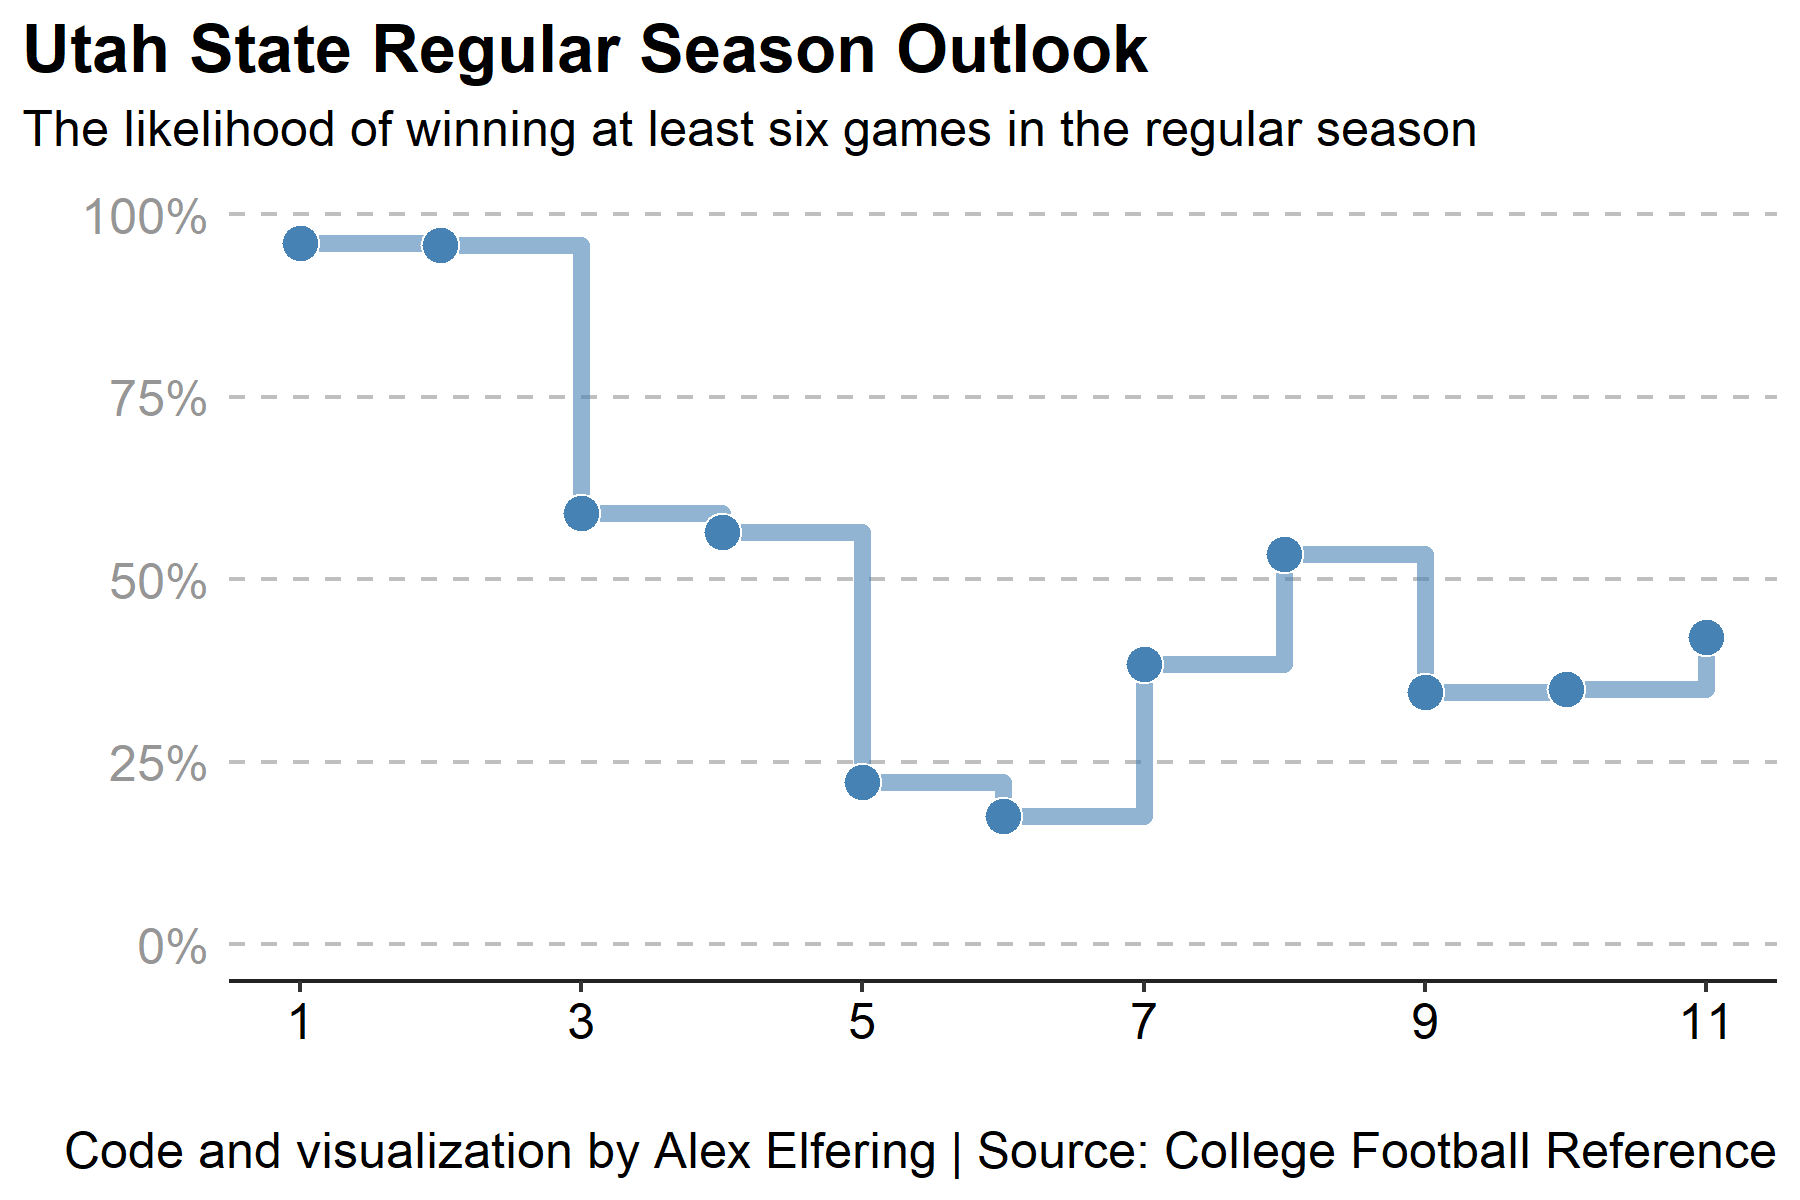 Utah State Regular Season Outlook
The likelihood of winning at least six games in the regular season
100%
75%
50%
25%
0%
1 3 5 7 9 11
Code and visualization by Alex Elfering | Source: College Football Reference